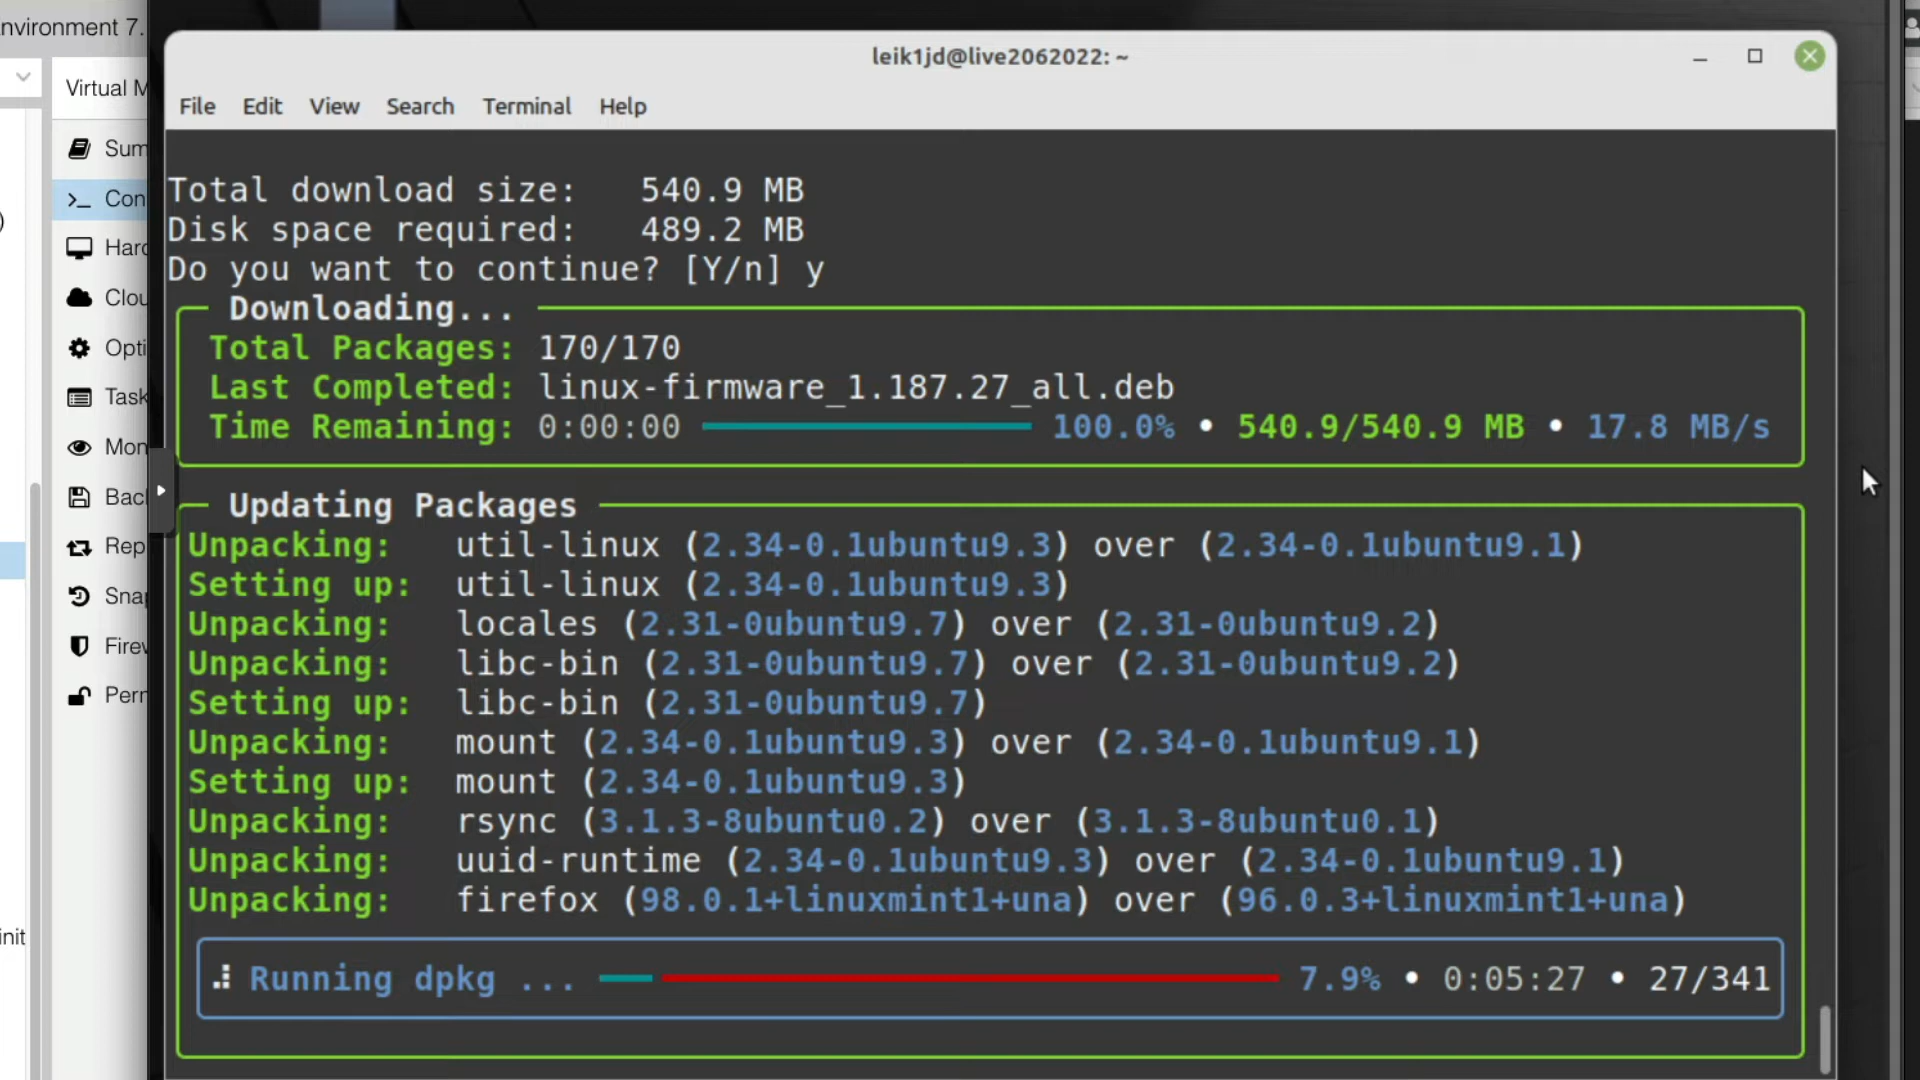 nvironment 7.
Virtual M
Sum
Con
Hard
Clou
Opti
Task
Mon
Back
Rep
Snap
Firew
Perm
init
leik1jd@live2062022: ~
File Edit View Search Terminal Help
Total download size: 540.9 MB
Disk space required: 489.2 MB
Do you want to continue? [Y/n] y
Downloading...
Total Packages: 170/170
Last Completed: linux-firmware_1.187.27_all.deb
Time Remaining: 0:00:00 100.0% • 540.9/540.9 MB • 17.8 MB/s
Updating Packages
Unpacking: util-linux (2.34-0.1ubuntu9.3) over (2.34-0.1ubuntu9.1)
Setting up: util-linux (2.34-0.1ubuntu9.3)
Unpacking: locales (2.31-0ubuntu9.7) over (2.31-0ubuntu9.2)
Unpacking: libc-bin (2.31-0ubuntu9.7) over (2.31-0ubuntu9.2)
Setting up: libc-bin (2.31-0ubuntu9.7)
Unpacking: mount (2.34-0.1ubuntu9.3) over (2.34-0.1ubuntu9.1)
Setting up: mount (2.34-0.1ubuntu9.3)
Unpacking: rsync (3.1.3-8ubuntu0.2) over (3.1.3-8ubuntu0.1)
Unpacking: uuid-runtime (2.34-0.1ubuntu9.3) over (2.34-0.1ubuntu9.1)
Unpacking: firefox (98.0.1+linuxmint1+una) over (96.0.3+linuxmint1+una)
Running dpkg ... 7.9% • 0:05:27 • 27/341